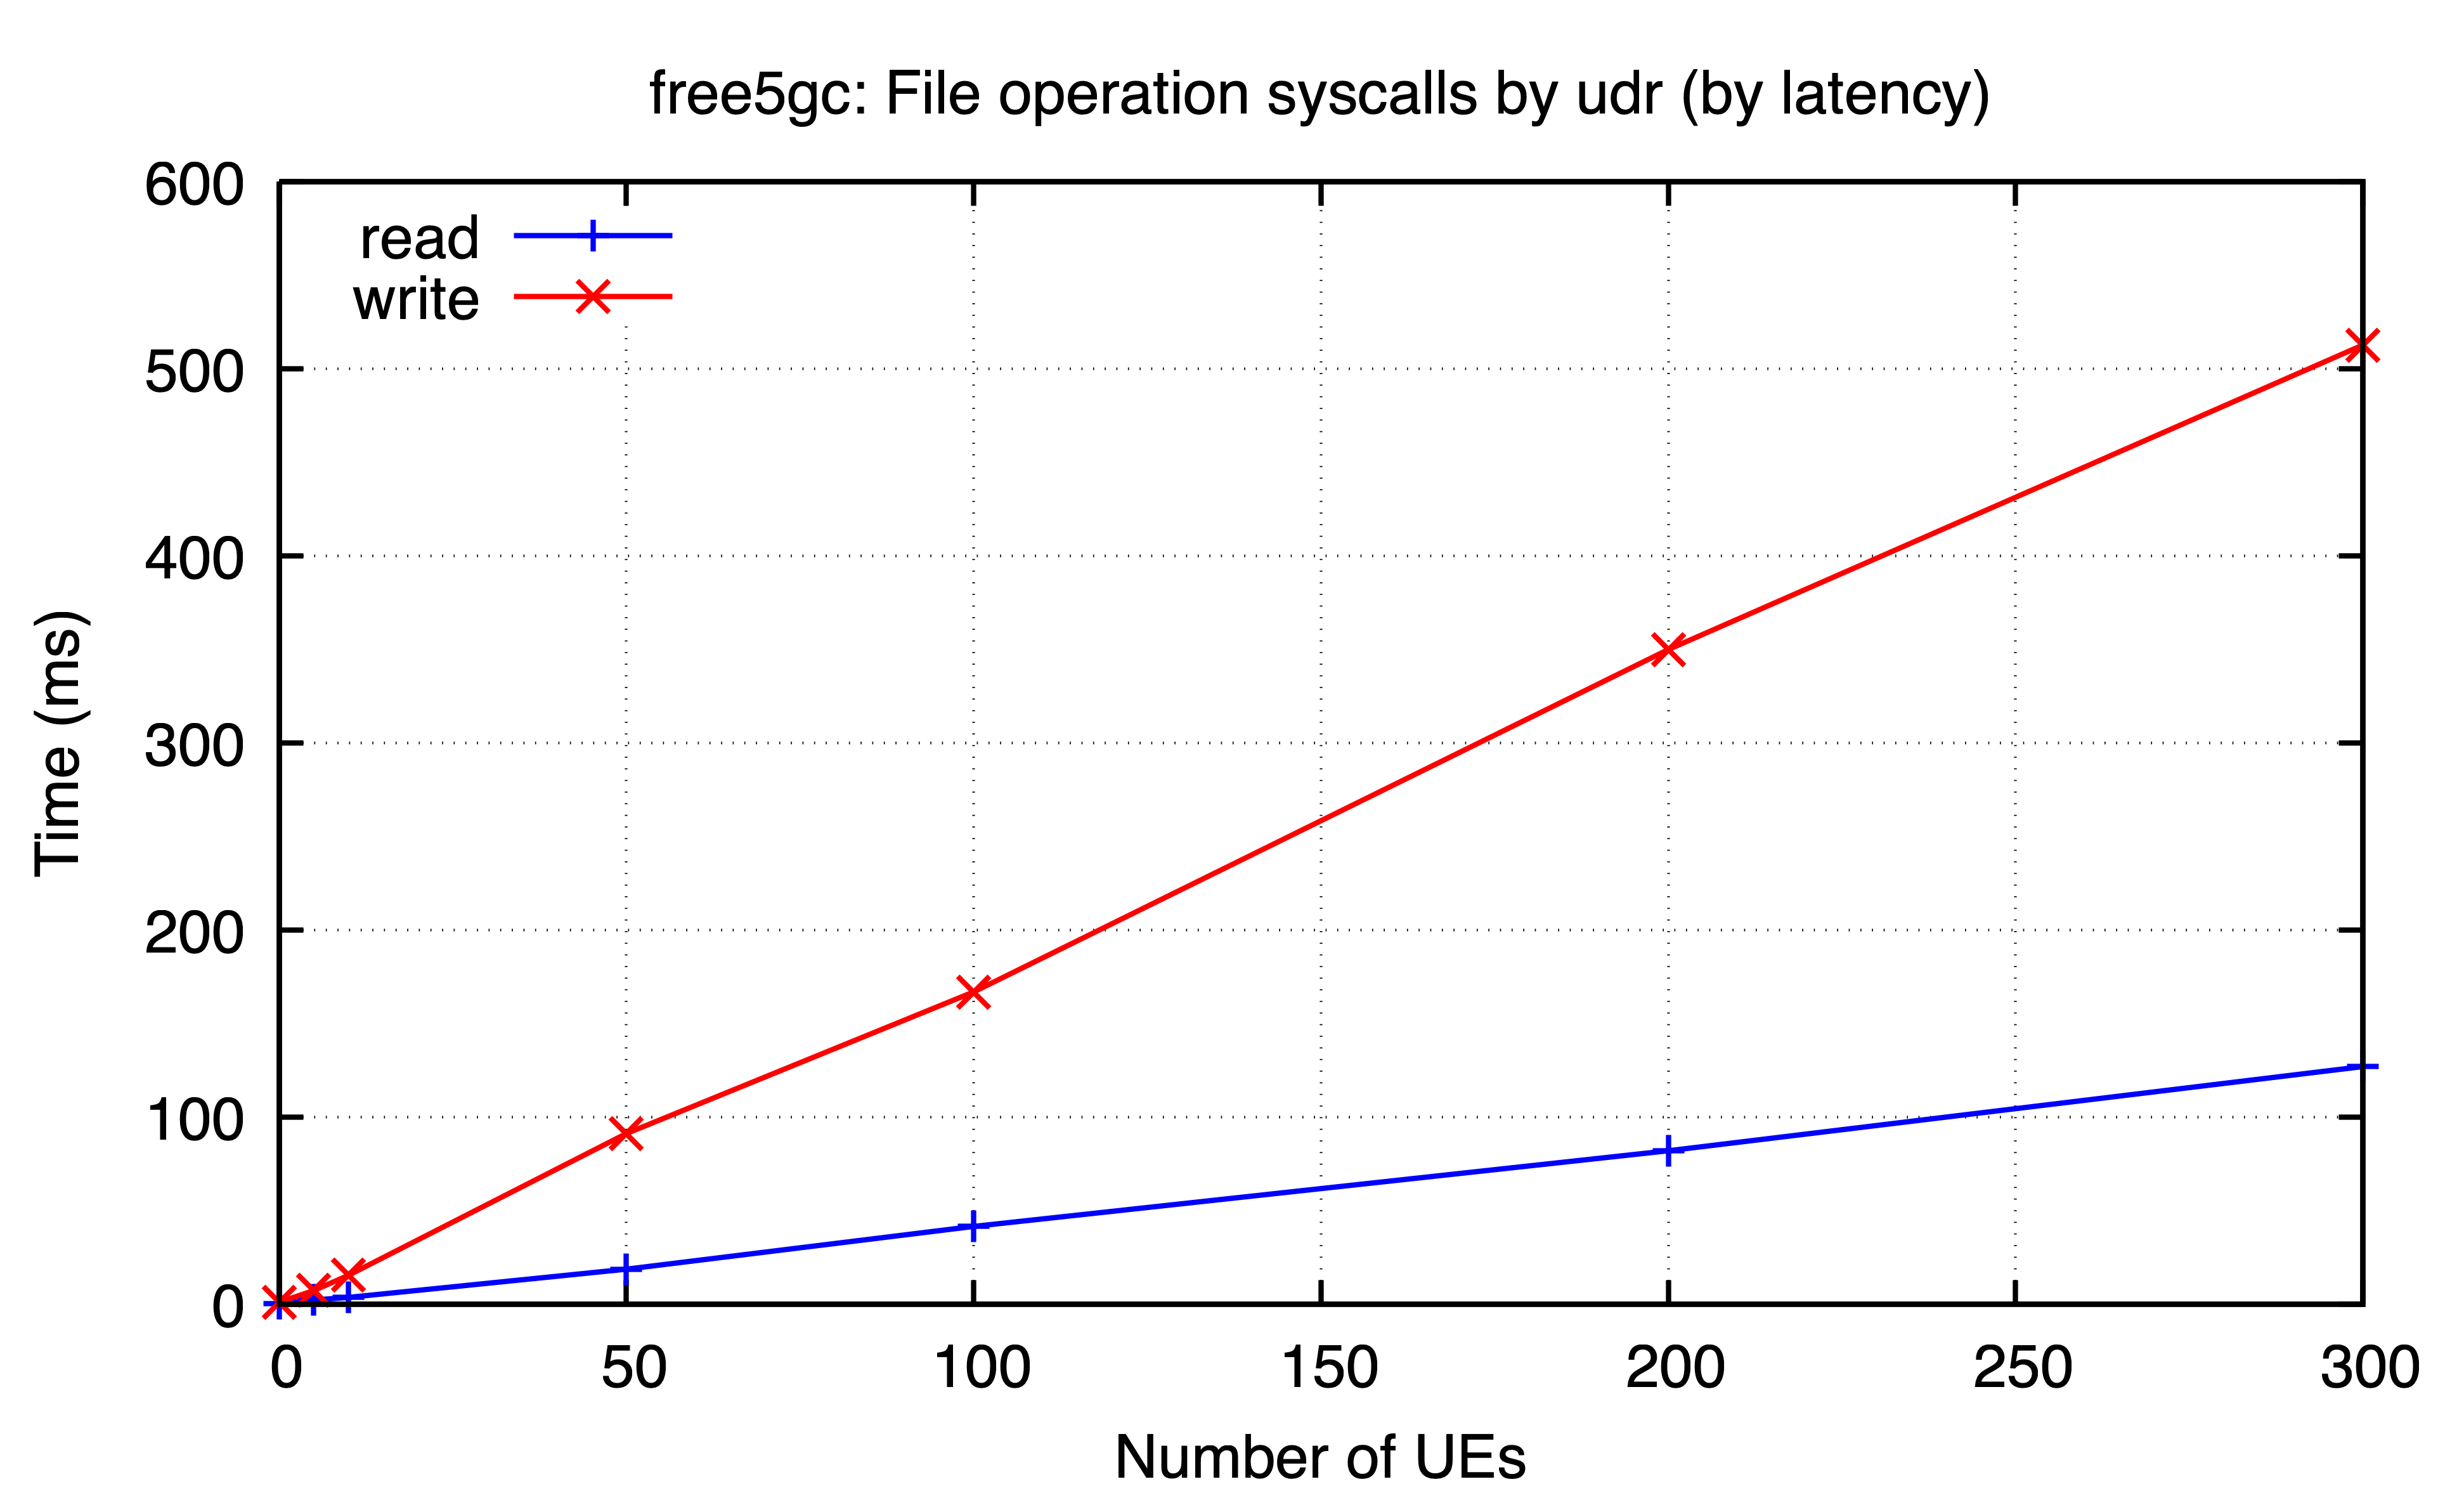 free5gc: File operation syscalls by udr (by latency)
600
read
write
500
400
300
200
100
0
Time (ms)
0 50 100 150 200 250 300
Number of UEs